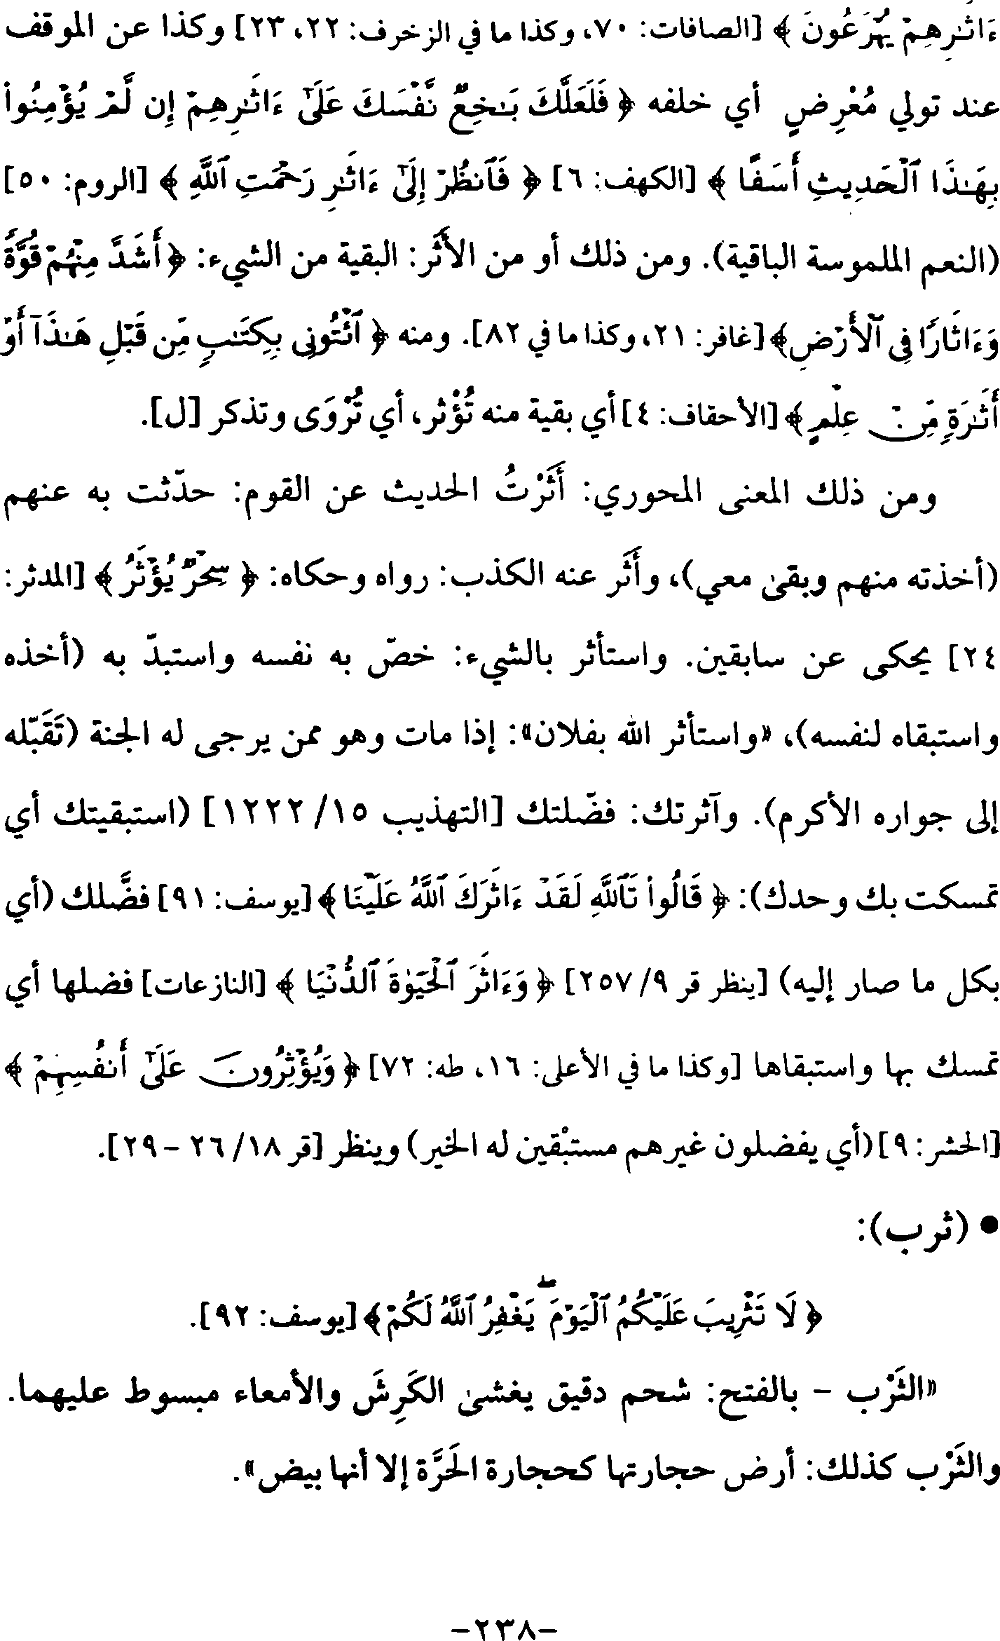 ءَاثَـٰرِهِمْ يُهْرَعُونَ ﴾ [الصافات: ٧٠، وكذا ما في الزخرف: ٢٢، ٢٣] وكذا عن الموقف
عند تولي مُعْرِضٍ أي خلفه ﴿ فَلَعَلَّكَ بَـٰخِعٌ نَّفْسَكَ عَلَىٰٓ ءَاثَـٰرِهِمْ إِن لَّمْ يُؤْمِنُوا۟
بِهَـٰذَا ٱلْحَدِيثِ أَسَفًا ﴾ [الكهف: ٦] ﴿ فَٱنظُرْ إِلَىٰٓ ءَاثَـٰرِ رَحْمَتِ ٱللَّهِ ﴾ [الروم: ٥٠]
(النعم الملموسة الباقية). ومن ذلك أو من الأَثَر: البقية من الشيء: ﴿ أَشَدَّ مِنْهُمْ قُوَّةً
وَءَاثَارًا فِى ٱلْأَرْضِ﴾ [غافر: ٢١، وكذا ما في ٨٢]. ومنه ﴿ ٱئْتُونِى بِكِتَـٰبٍ مِّن قَبْلِ هَـٰذَآ أَوْ
أَثَـٰرَةٍ مِّنْ عِلْمٍ﴾ [الأحقاف: ٤] أي بقية منه تُؤْثر، أي تُرْوَى وتذكر [ل].
ومن ذلك المعنى المحوري: أَثَرْتُ الحديث عن القوم: حدّثت به عنهم
(أخذته منهم وبقىٰ معي)، وأَثَر عنه الكذب: رواه وحكاه: ﴿ سِحْرٌ يُؤْثَرُ ﴾ [المدثر:
٢٤] يحكى عن سابقين. واستأثر بالشيء: خصّ به نفسه واستبدّ به (أخذه
واستبقاه لنفسه)، «واستأثر الله بفلان»: إذا مات وهو ممن يرجى له الجنة (تَقَبّله
إلى جواره الأكرم). وآثرتك: فضّلتك [التهذيب ١٥/ ١٢٢٢] (استبقيتك أي
تمسكت بك وحدك): ﴿ قَالُوا۟ تَٱللَّهِ لَقَدْ ءَاثَرَكَ ٱللَّهُ عَلَيْنَا ﴾ [يوسف: ٩١] فضَّلك (أي
بكل ما صار إليه) [ينظر قر ٩/ ٢٥٧] ﴿ وَءَاثَرَ ٱلْحَيَوٰةَ ٱلدُّنْيَا ﴾ [النازعات] فضلها أي
تمسك بها واستبقاها [وكذا ما في الأعلى: ١٦، طه: ٧٢] ﴿ وَيُؤْثِرُونَ عَلَىٰٓ أَنفُسِهِمْ ﴾
[الحشر: ٩] (أي يفضلون غيرهم مستبْقين له الخير) وينظر [قر ١٨/ ٢٦ – ٢٩].
● (ثرب):
﴿ لَا تَثْرِيبَ عَلَيْكُمُ ٱلْيَوْمَ ۖ يَغْفِرُ ٱللَّهُ لَكُمْ ﴾ [يوسف: ٩٢].
«الثَرْب – بالفتح: شحم دقيق يغشىٰ الكَرِشَ والأمعاء مبسوط عليهما.
والثَرْب كذلك: أرض حجارتها كحجارة الحَرَّة إلا أنها بيض».
-٢٣٨-